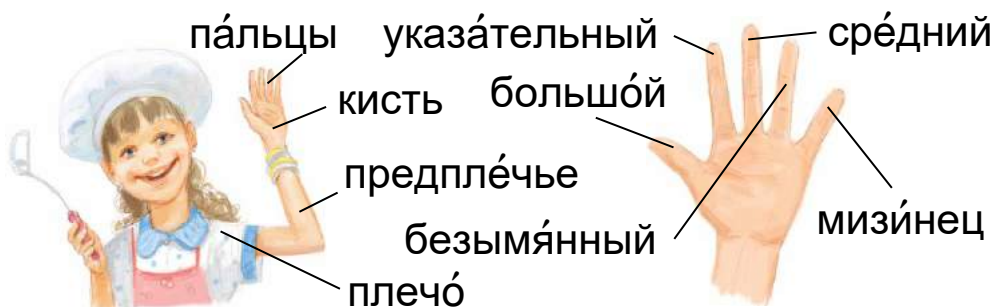 па́льцы
указа́тельный
сре́дний
кисть
большо́й
предпле́чье
безымя́нный
мизи́нец
плечо́